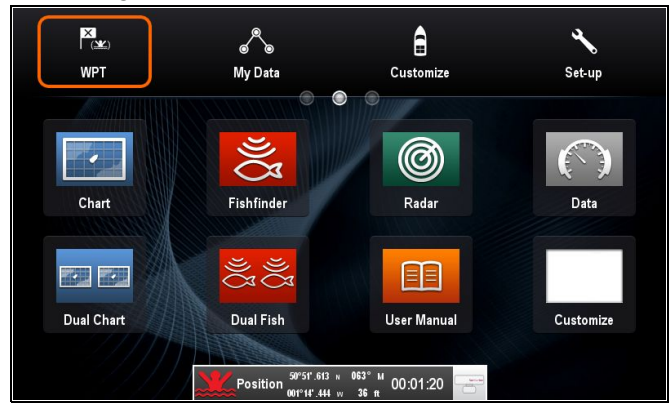 WPT My Data Customize Set-up
Chart Fishfinder Radar Data
Dual Chart Dual Fish User Manual Customize
Position 50°51'.613 N 063° M 00:01:20
001°14'.444 W 36 ft